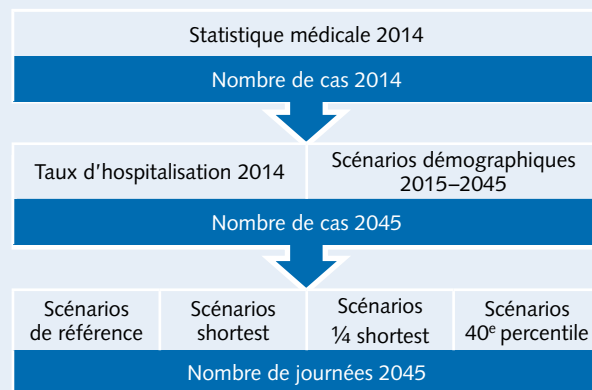 Statistique médicale 2014
Nombre de cas 2014
Taux d’hospitalisation 2014
Scénarios démographiques
2015–2045
Nombre de cas 2045
Scénarios
de référence
Scénarios
shortest
Scénarios
¼ shortest
Scénarios
40e percentile
Nombre de journées 2045